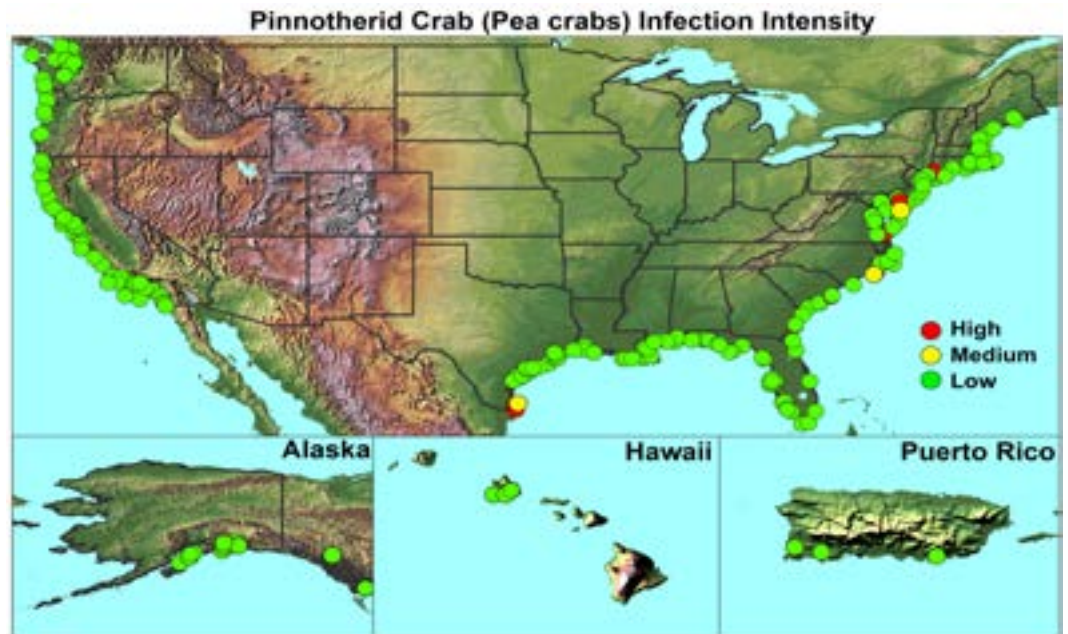 Pinnotherid Crab (Pea crabs) Infection Intensity
High
Medium
Low
Alaska
Hawaii
Puerto Rico